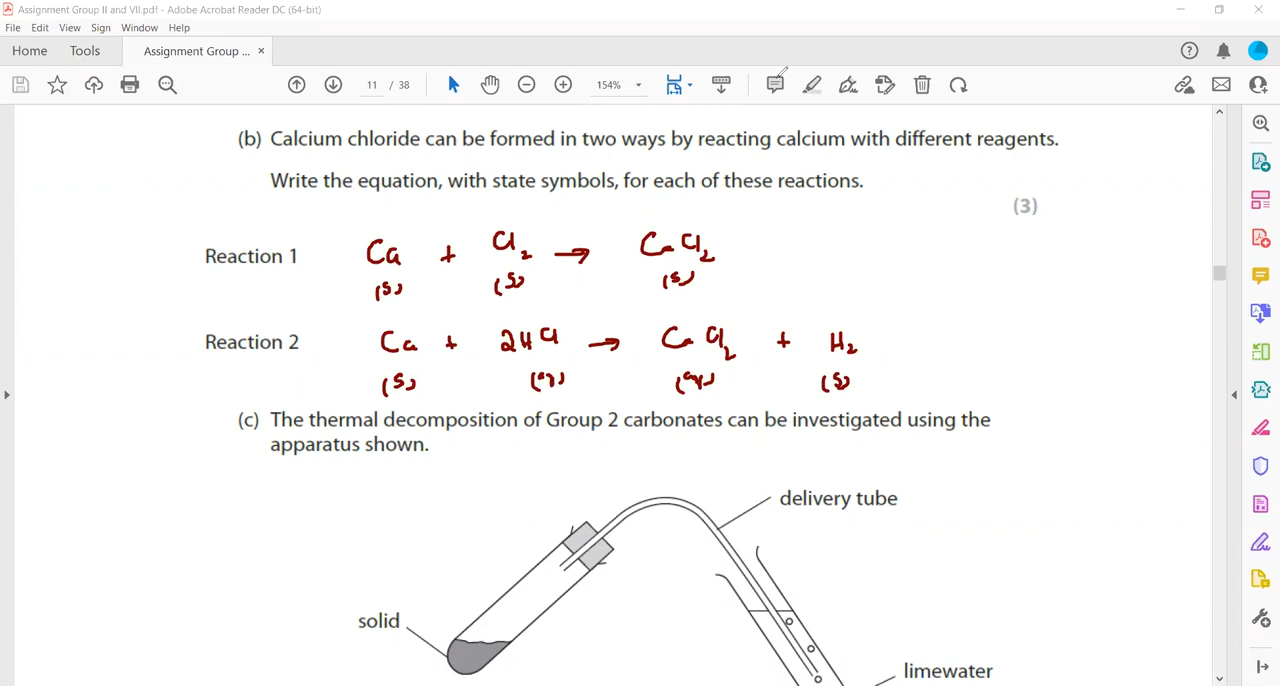 Assignment Group II and VII.pdf - Adobe Acrobat Reader DC (64-bit)
File Edit View Sign Window Help
Home Tools Assignment Group ... ×
11 / 38 154%
(b) Calcium chloride can be formed in two ways by reacting calcium with different reagents.
Write the equation, with state symbols, for each of these reactions.
(3)
Reaction 1 Ca + Cl₂ → CaCl₂
(s) (g) (s)
Reaction 2 Ca + 2HCl → CaCl₂ + H₂
(s) (aq) (aq) (g)
(c) The thermal decomposition of Group 2 carbonates can be investigated using the
apparatus shown.
delivery tube
solid
limewater